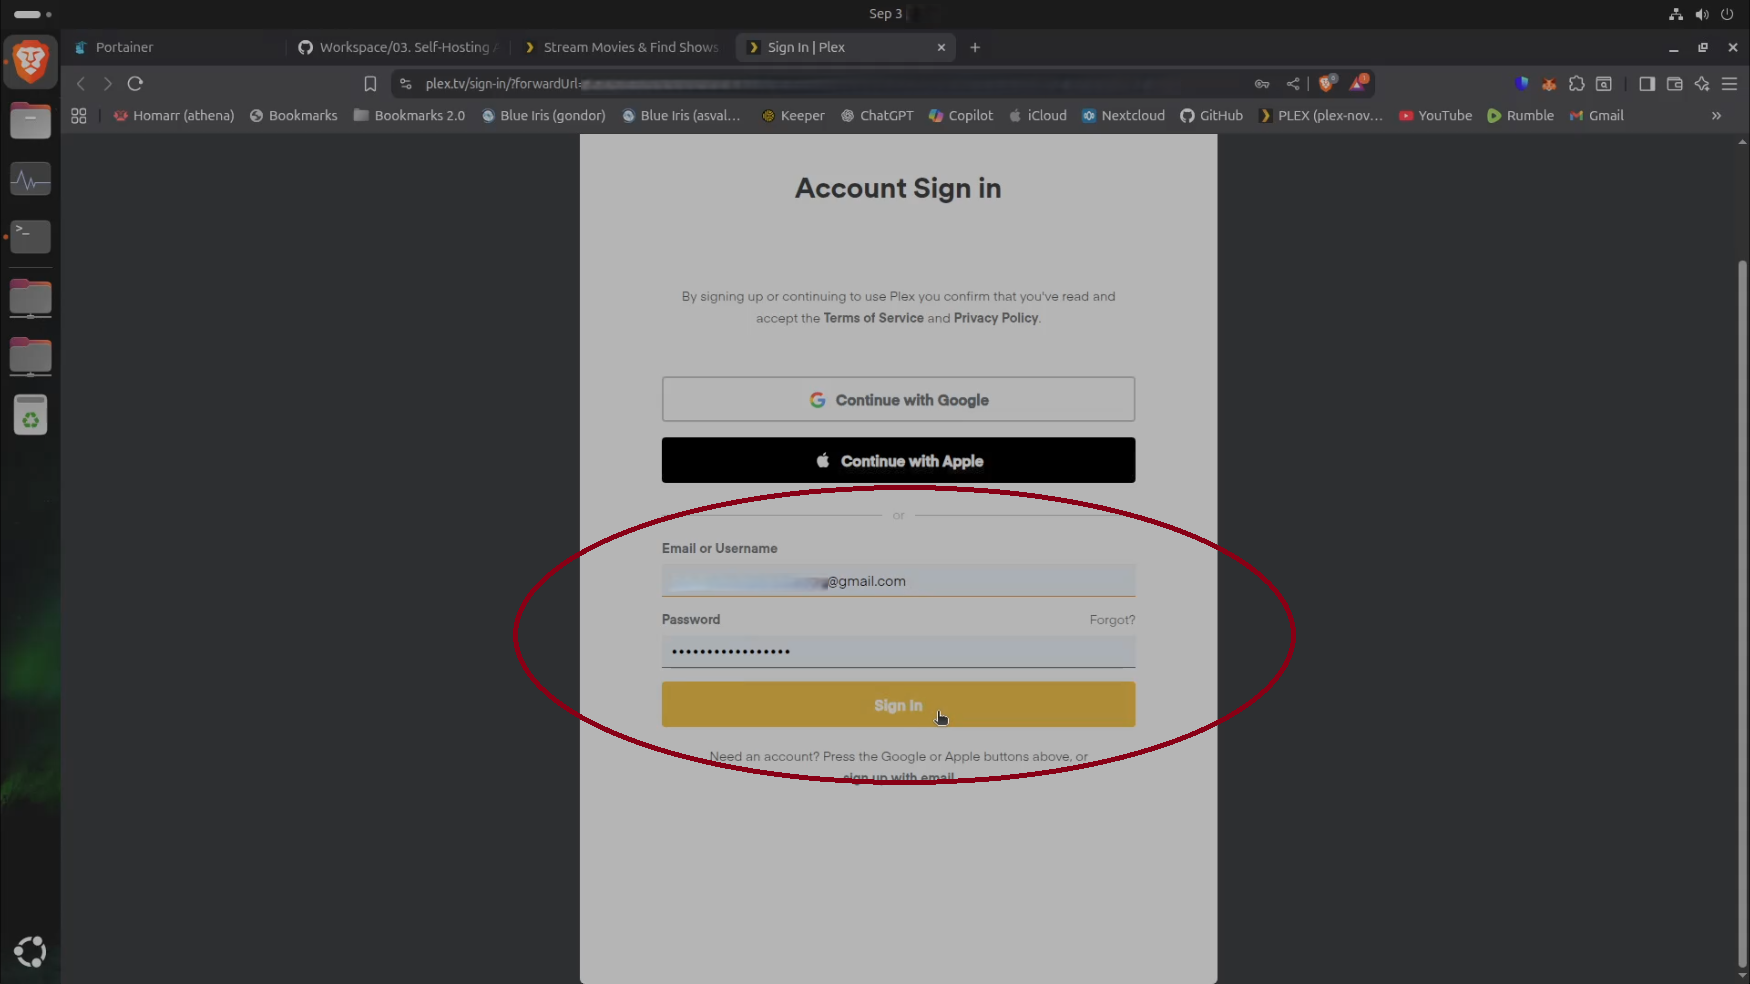 Sep 3
Portainer
Workspace/03. Self-Hosting A
Stream Movies & Find Shows
Sign In | Plex
plex.tv/sign-in/?forwardUrl=
Homarr (athena)
Bookmarks
Bookmarks 2.0
Blue Iris (gondor)
Blue Iris (asval...
Keeper
ChatGPT
Copilot
iCloud
Nextcloud
GitHub
PLEX (plex-nov...
YouTube
Rumble
Gmail
Account Sign in
By signing up or continuing to use Plex you confirm that you've read and
accept the Terms of Service and Privacy Policy.
Continue with Google
Continue with Apple
or
Email or Username
@gmail.com
Password
Forgot?
•••••••••••••••••
Sign In
Need an account? Press the Google or Apple buttons above, or
sign up with email